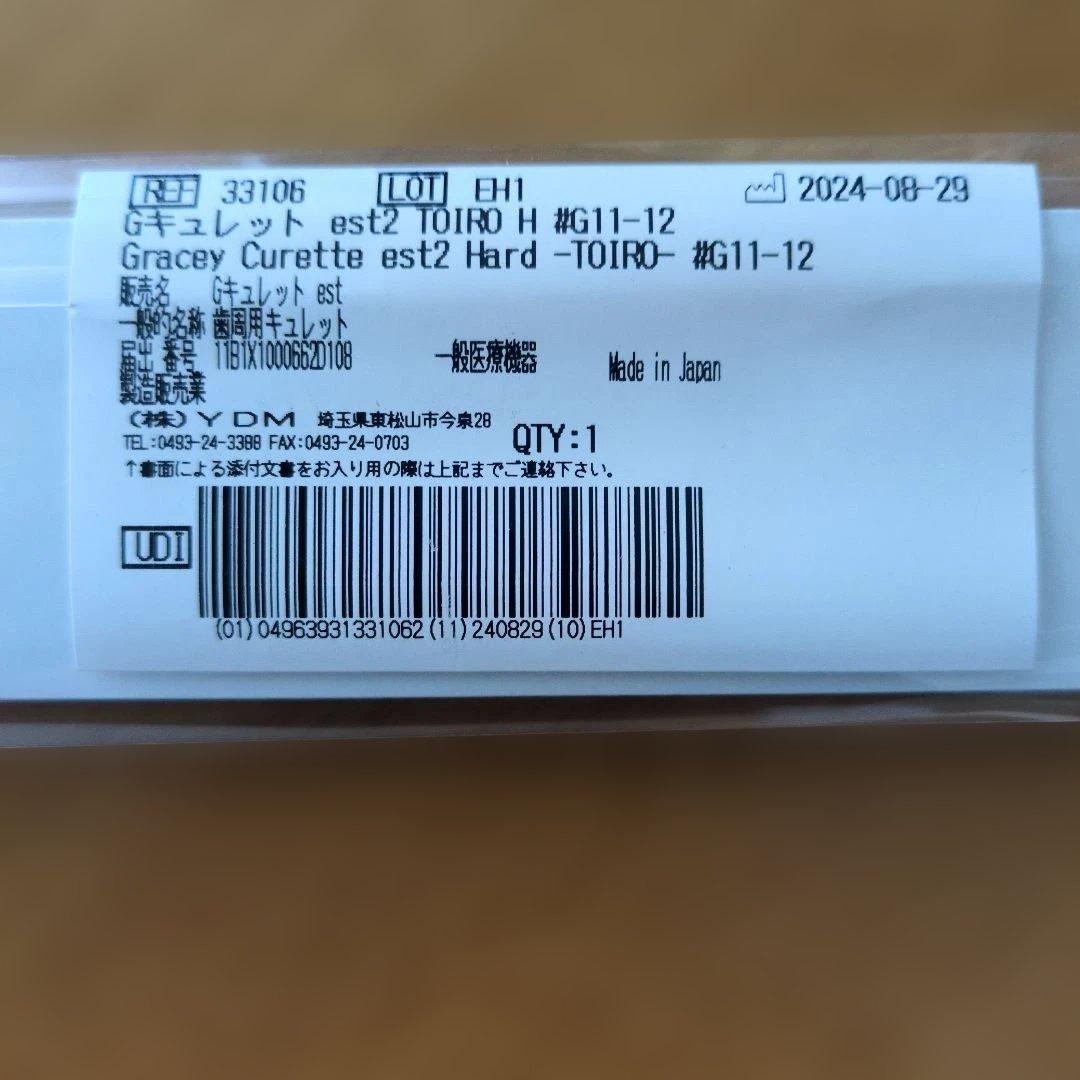 REF 33106 LOT EH1 2024-08-29
Gキュレット est2 TOIRO H #G11-12
Gracey Curette est2 Hard -TOIRO- #G11-12
販売名 Gキュレット est
一般的名称 歯周用キュレット
届出番号 11B1X1000662D108 一般医療機器 Made in Japan
製造販売業
(株)YDM 埼玉県東松山市今泉28
TEL:0493-24-3388 FAX:0493-24-0703 QTY:1
↑書面による添付文書をお入り用の際は上記までご連絡下さい。
UDI
(01)04963931331062(11)240829(10)EH1